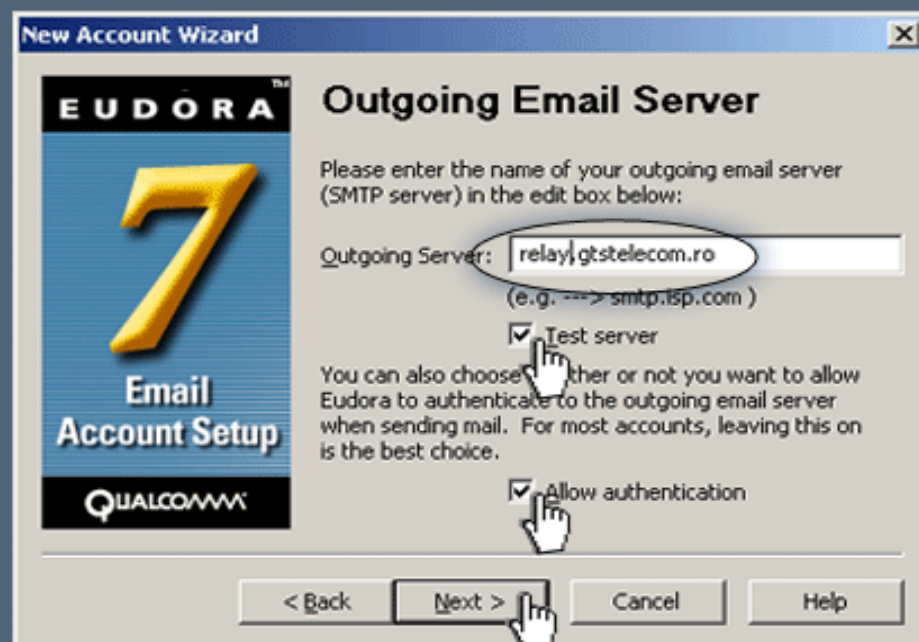 New Account Wizard
EUDORA™
7
Email
Account Setup
QUALCOMM
Outgoing Email Server
Please enter the name of your outgoing email server
(SMTP server) in the edit box below:
Outgoing Server: relay.gtstelecom.ro
(e.g. ---> smtp.isp.com )
Test server
You can also choose ther or not you want to allow
Eudora to authenticate to the outgoing email server
when sending mail. For most accounts, leaving this on
is the best choice.
Allow authentication
< Back Next > Cancel Help